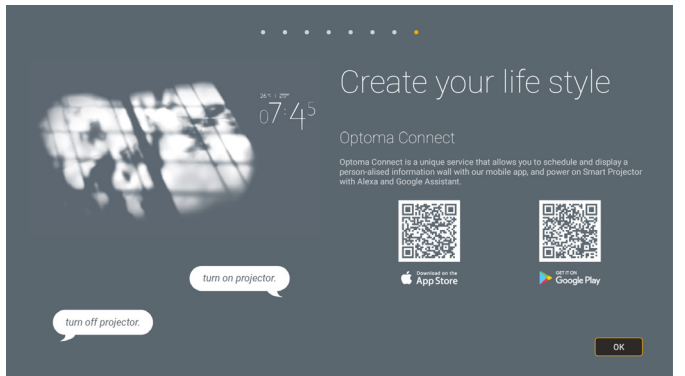 26°C | 25°
07:45
Create your life style
Optoma Connect
Optoma Connect is a unique service that allows you to schedule and display a
person-alised information wall with our mobile app, and power on Smart Projector
with Alexa and Google Assistant.
Download on the
App Store
GET IT ON
Google Play
turn on projector.
turn off projector.
OK